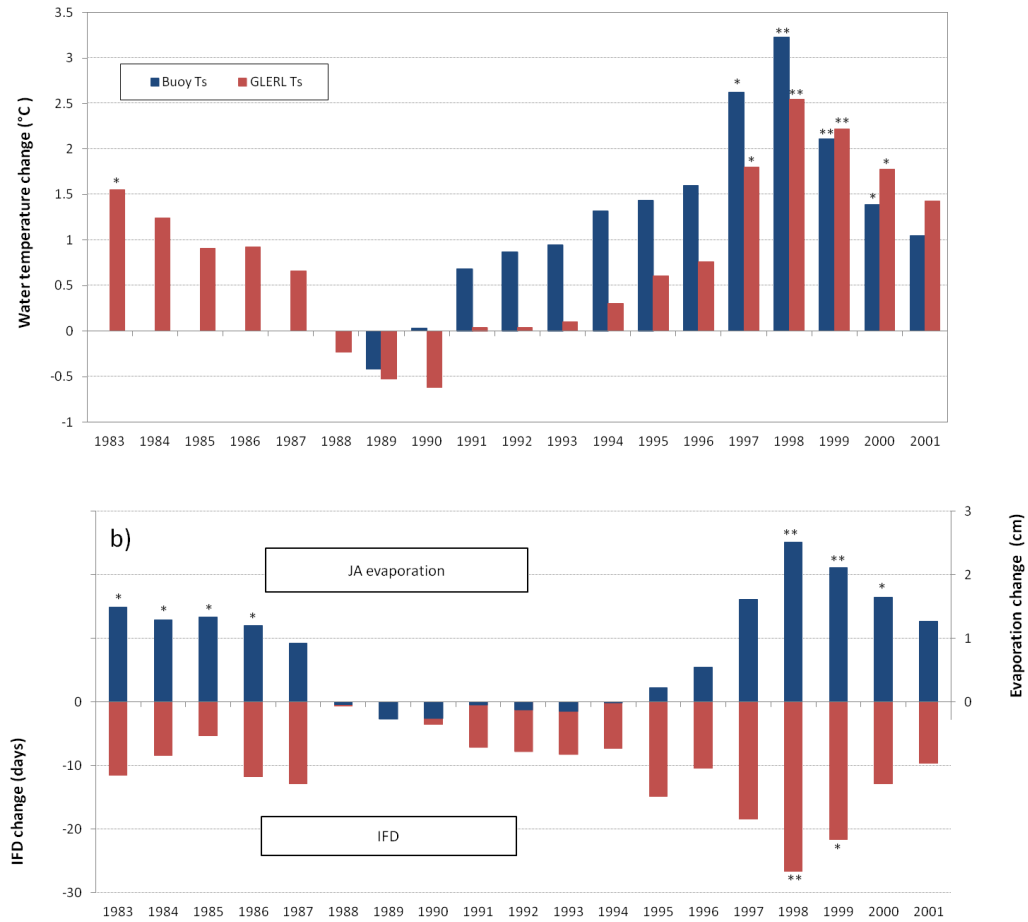 3.5
3
2.5
2
1.5
1
0.5
0
-0.5
-1
Water temperature change (°C)
Buoy Ts GLERL Ts
* * * ** ** ** ** * *
1983 1984 1985 1986 1987 1988 1989 1990 1991 1992 1993 1994 1995 1996 1997 1998 1999 2000 2001
b)
JA evaporation
IFD
* * * * ** ** *
** *
0
-10
-20
-30
IFD change (days)
3
2
1
0
Evaporation change (cm)
1983 1984 1985 1986 1987 1988 1989 1990 1991 1992 1993 1994 1995 1996 1997 1998 1999 2000 2001